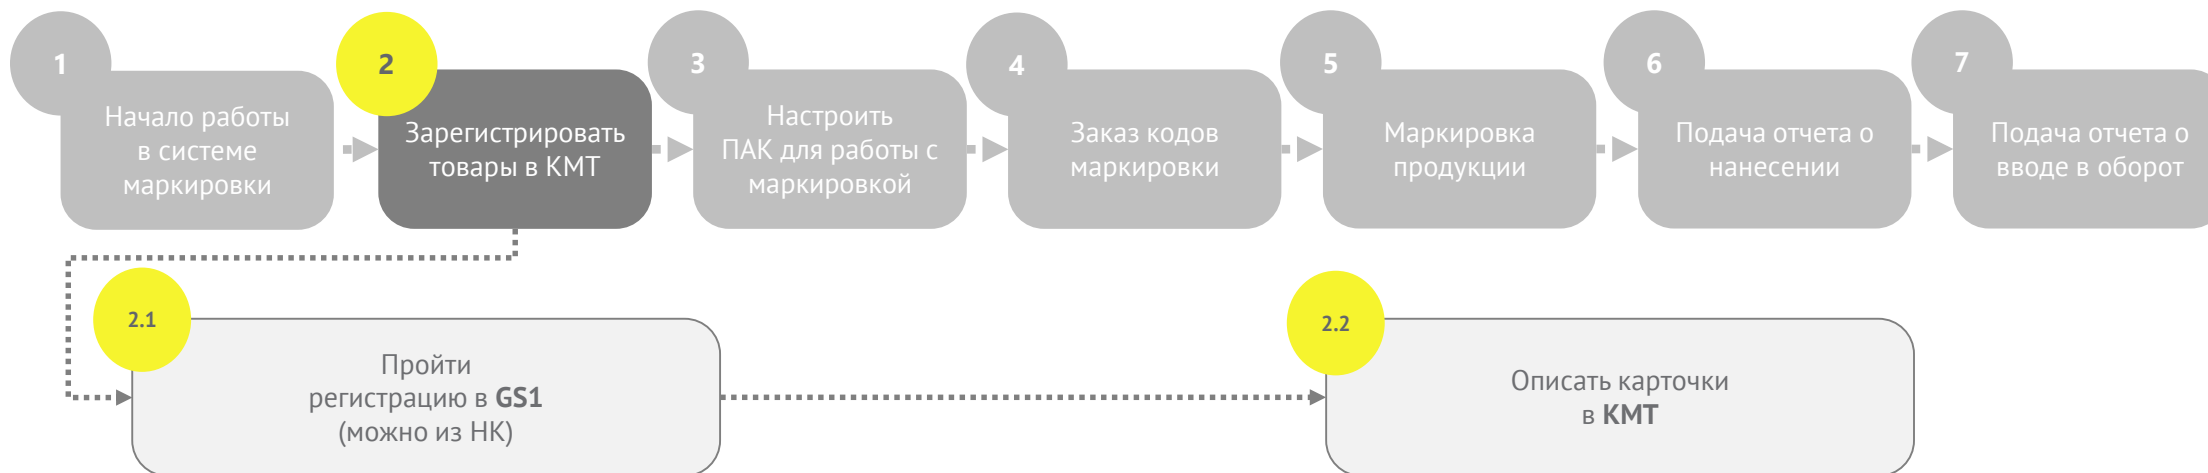 1
Начало работы
в системе
маркировки
2
Зарегистрировать
товары в КМТ
3
Настроить
ПАК для работы с
маркировкой
4
Заказ кодов
маркировки
5
Маркировка
продукции
6
Подача отчета о
нанесении
7
Подача отчета о
вводе в оборот
2.1
Пройти
регистрацию в GS1
(можно из НК)
2.2
Описать карточки
в КМТ